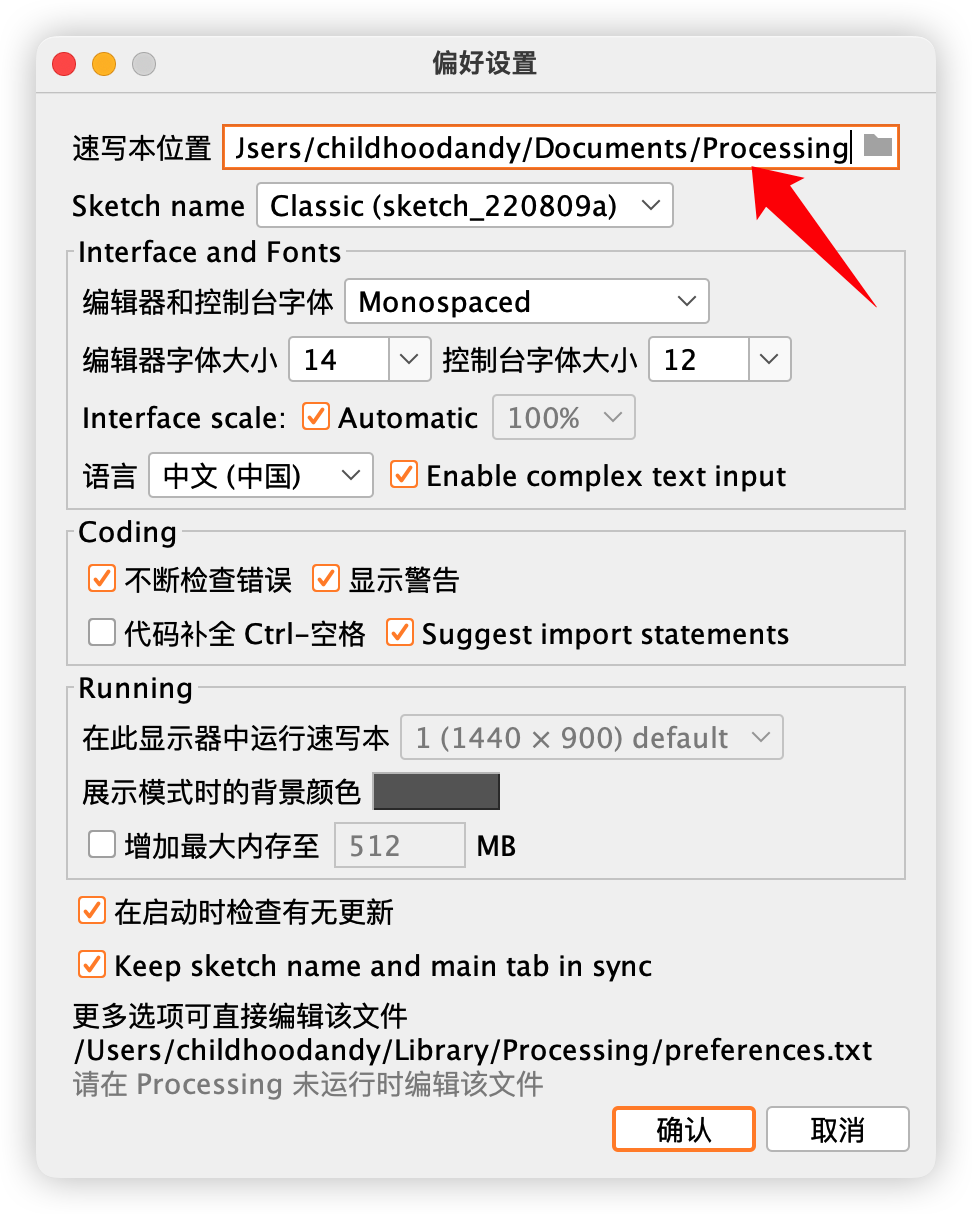 偏好设置
速写本位置 Jsers/childhoodandy/Documents/Processing
Sketch name Classic (sketch_220809a)
Interface and Fonts
编辑器和控制台字体 Monospaced
编辑器字体大小 14 控制台字体大小 12
Interface scale: Automatic 100%
语言 中文 (中国) Enable complex text input
Coding
不断检查错误 显示警告
代码补全 Ctrl-空格 Suggest import statements
Running
在此显示器中运行速写本 1 (1440 × 900) default
展示模式时的背景颜色
增加最大内存至 512 MB
在启动时检查有无更新
Keep sketch name and main tab in sync
更多选项可直接编辑该文件
/Users/childhoodandy/Library/Processing/preferences.txt
请在 Processing 未运行时编辑该文件
确认 取消